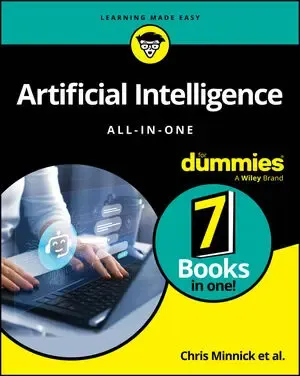 LEARNING MADE EASY
Artificial Intelligence
ALL-IN-ONE
for
dummies
A Wiley Brand
7
Books
in one!
Chris Minnick et al.